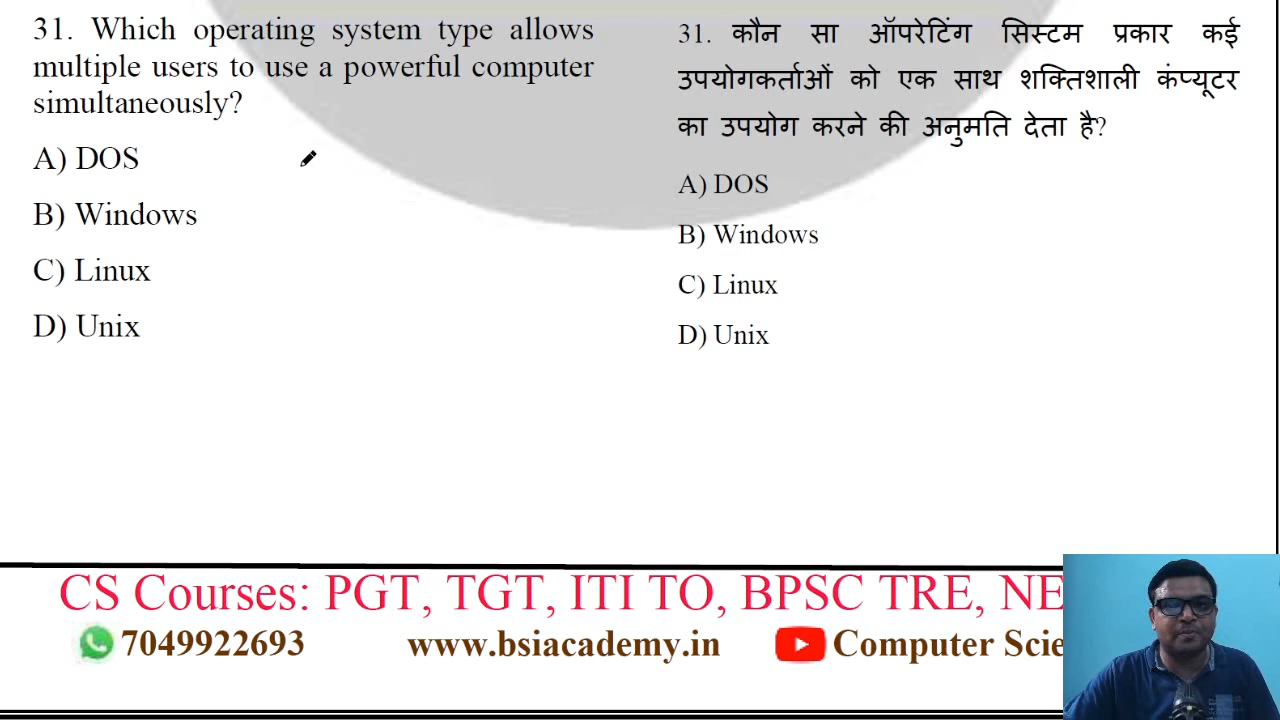 31. Which operating system type allows
multiple users to use a powerful computer
simultaneously?
A) DOS
B) Windows
C) Linux
D) Unix
31. कौन सा ऑपरेटिंग सिस्टम प्रकार कई
उपयोगकर्ताओं को एक साथ शक्तिशाली कंप्यूटर
का उपयोग करने की अनुमति देता है?
A) DOS
B) Windows
C) Linux
D) Unix
CS Courses: PGT, TGT, ITI TO, BPSC TRE, NE
7049922693 www.bsiacademy.in Computer Scie